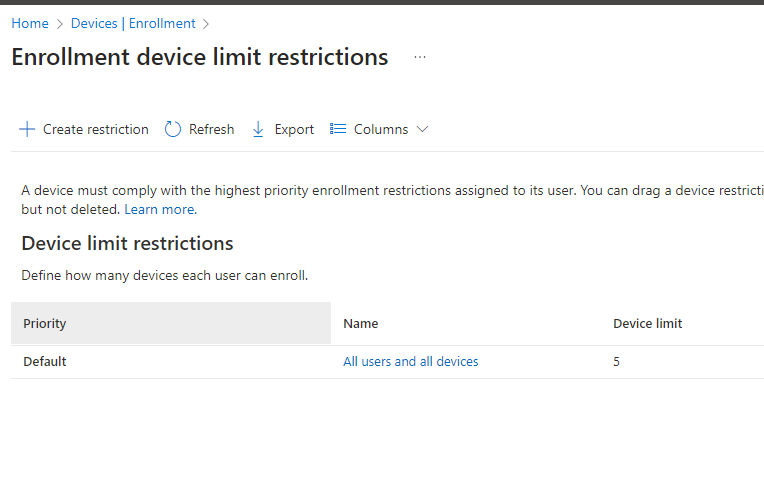 Home > Devices | Enrollment >
Enrollment device limit restrictions ...
Create restriction Refresh Export Columns
A device must comply with the highest priority enrollment restrictions assigned to its user. You can drag a device restricti
but not deleted. Learn more.
Device limit restrictions
Define how many devices each user can enroll.
Priority Name Device limit
Default All users and all devices 5